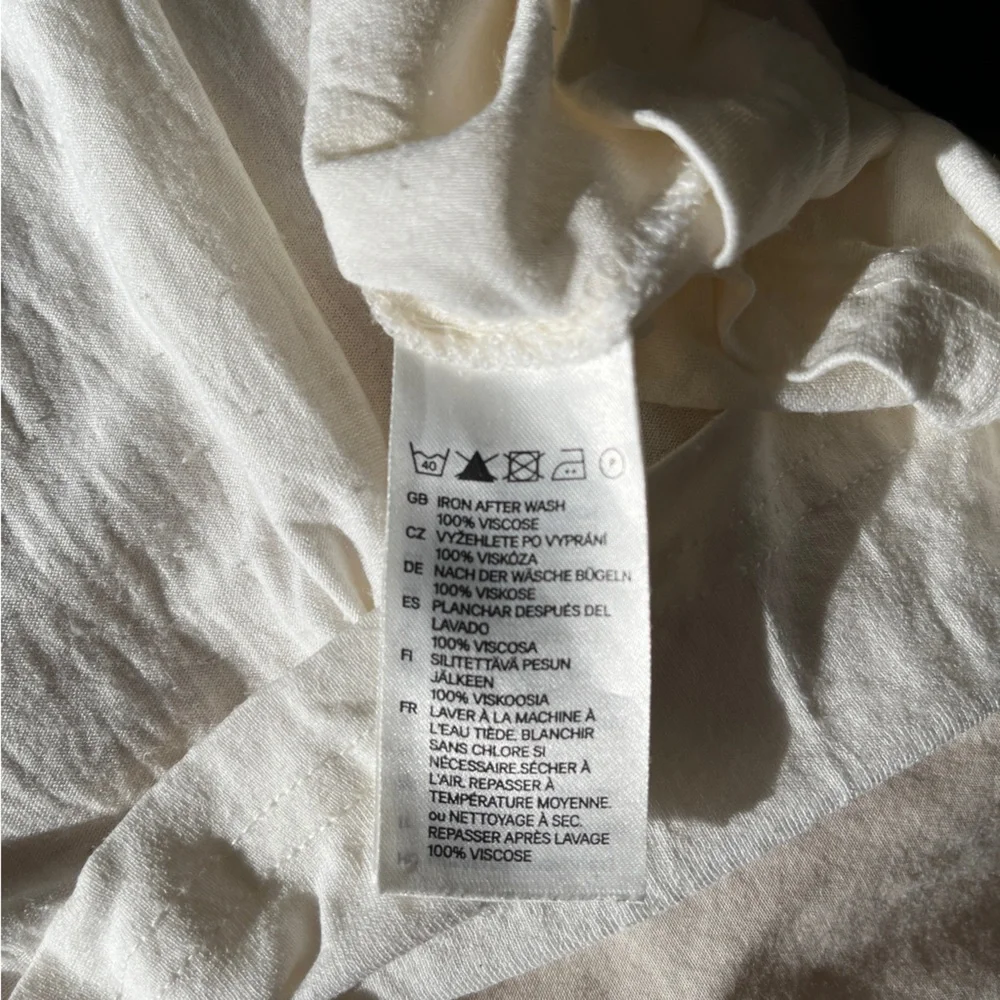 40 P
GB IRON AFTER WASH
100% VISCOSE
CZ VYŽEHLETE PO VYPRÁNÍ
100% VISKÓZA
DE NACH DER WÄSCHE BÜGELN
100% VISKOSE
ES PLANCHAR DESPUÉS DEL
LAVADO
100% VISCOSA
FI SILITETTÄVÄ PESUN
JÄLKEEN
100% VISKOOSIA
FR LAVER À LA MACHINE À
L'EAU TIÈDE. BLANCHIR
SANS CHLORE SI
NÉCESSAIRE.SÉCHER À
L'AIR. REPASSER À
TEMPÉRATURE MOYENNE.
ou NETTOYAGE À SEC.
REPASSER APRÈS LAVAGE
100% VISCOSE